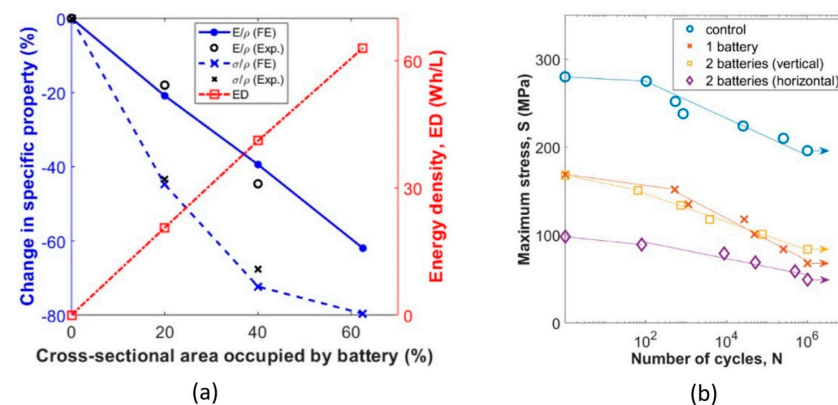 Change in specific property (%)
0
-20
-40
-60
-80
E/ρ (FE)
E/ρ (Exp.)
σ/ρ (FE)
σ/ρ (Exp.)
ED
60
30
0
Energy density, ED (Wh/L)
0 20 40 60
Cross-sectional area occupied by battery (%)
(a)
control
1 battery
2 batteries (vertical)
2 batteries (horizontal)
Maximum stress, S (MPa)
350
200
100
0
10² 10⁴ 10⁶
Number of cycles, N
(b)